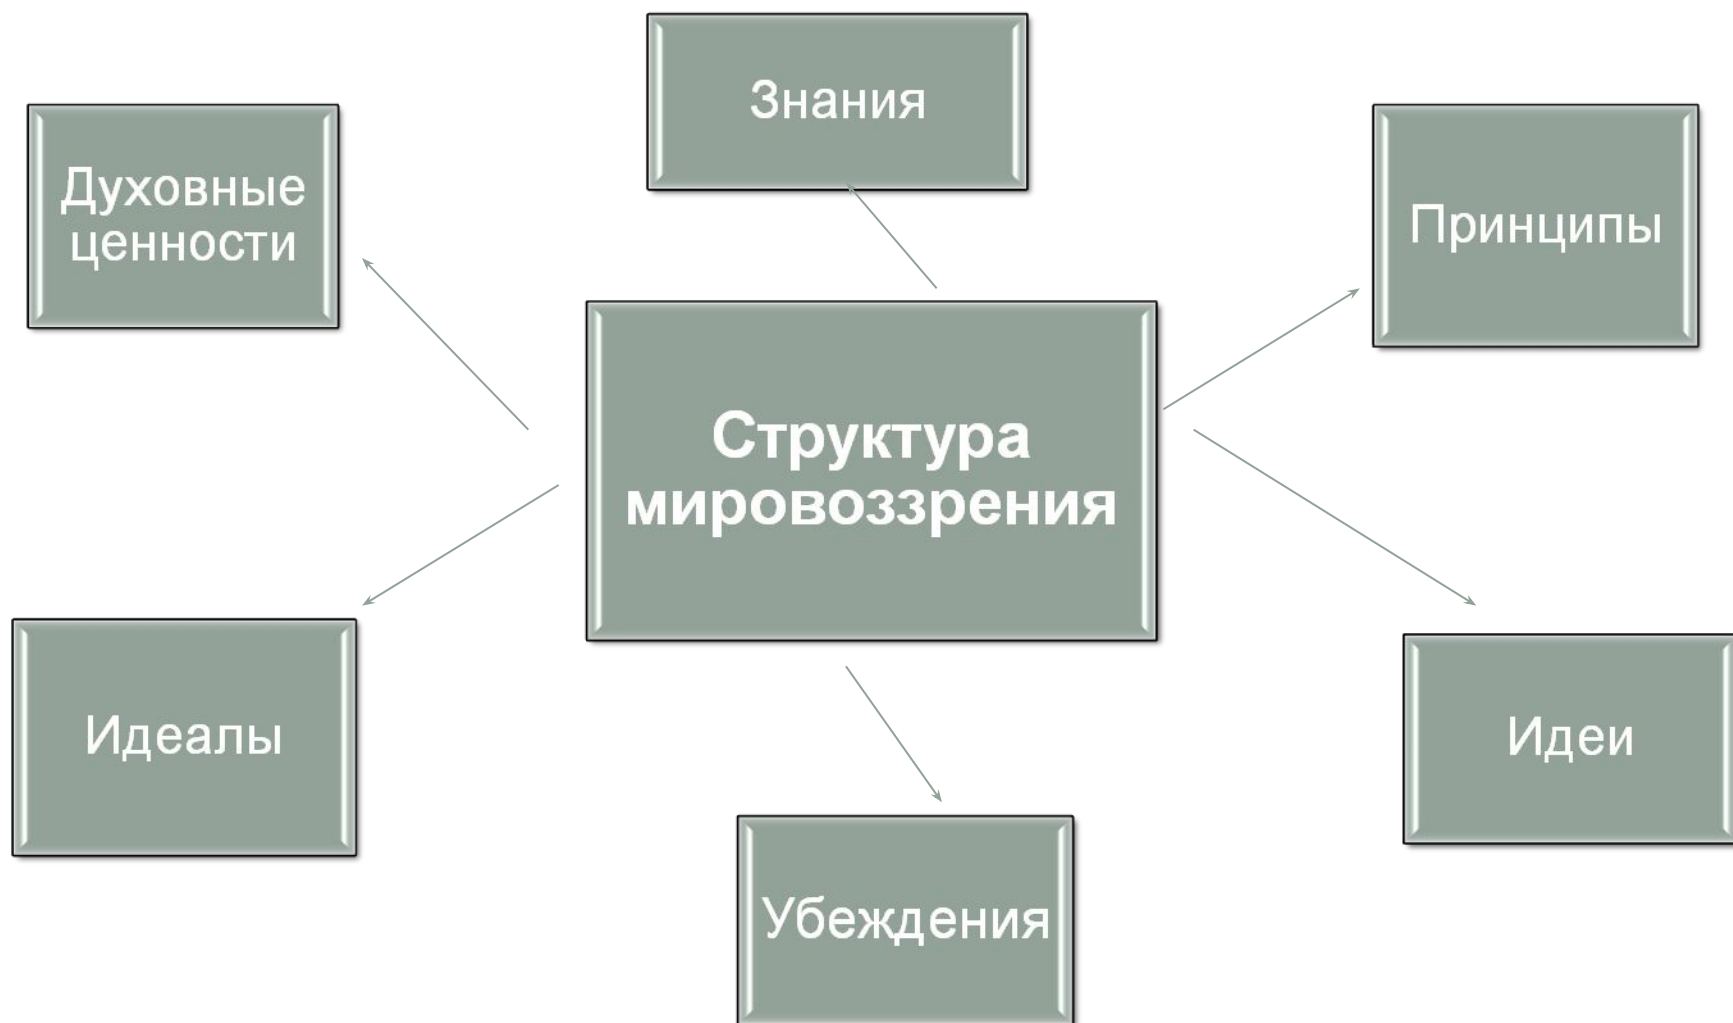 Знания
Духовные
ценности
Принципы
Структура
мировоззрения
Идеалы
Идеи
Убеждения